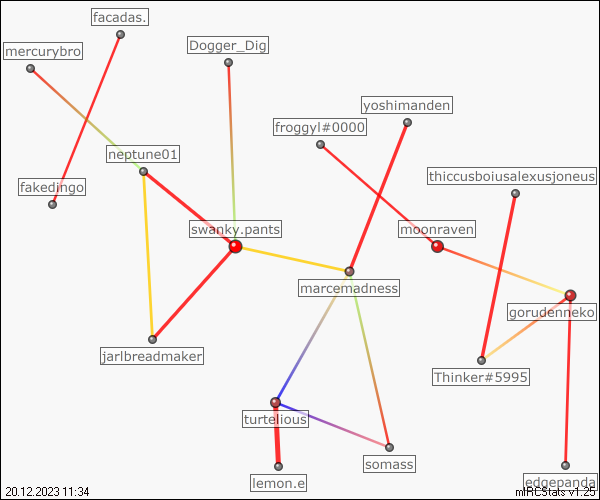 facadas.
mercurybro
Dogger_Dig
yoshimanden
froggyl#0000
neptune01
thiccusboiusalexusjoneus
fakedingo
swanky.pants
moonraven
marcemadness
gorudenneko
jarlbreadmaker
Thinker#5995
turtelious
somass
lemon.e
edgepanda
20.12.2023 11:34
mIRCStats v1.25